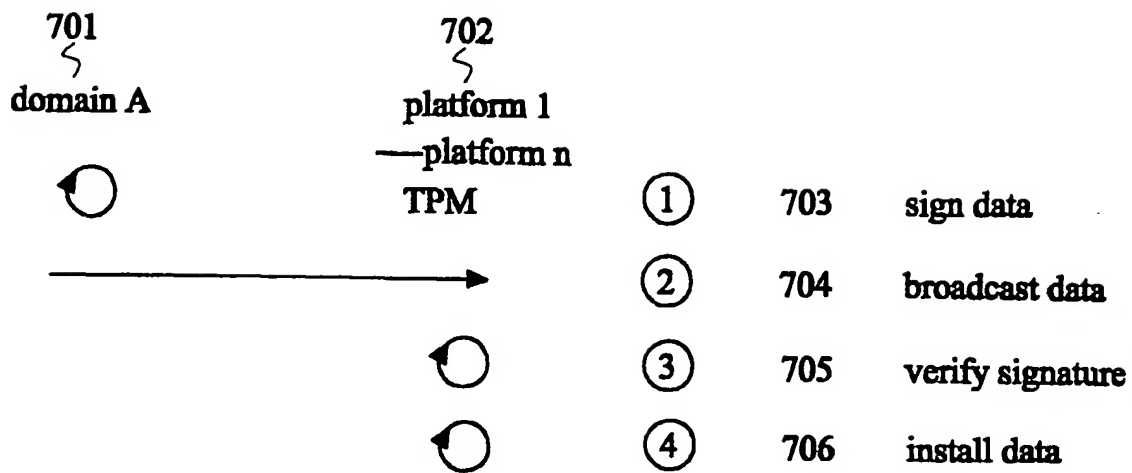 701 702
domain A platform 1
—platform n
TPM ① 703 sign data
② 704 broadcast data
③ 705 verify signature
④ 706 install data